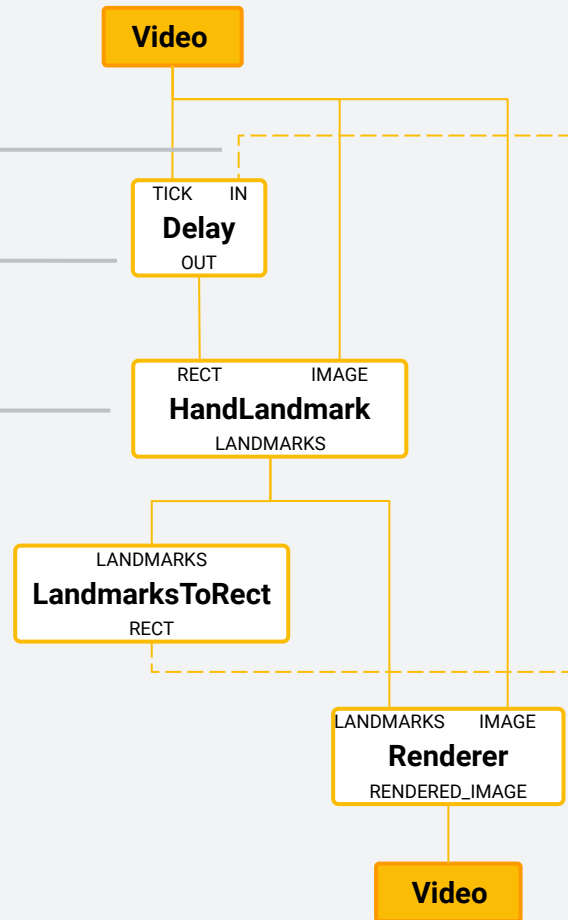 Video
TICK IN
Delay
OUT
RECT IMAGE
HandLandmark
LANDMARKS
LANDMARKS
LandmarksToRect
RECT
LANDMARKS IMAGE
Renderer
RENDERED_IMAGE
Video